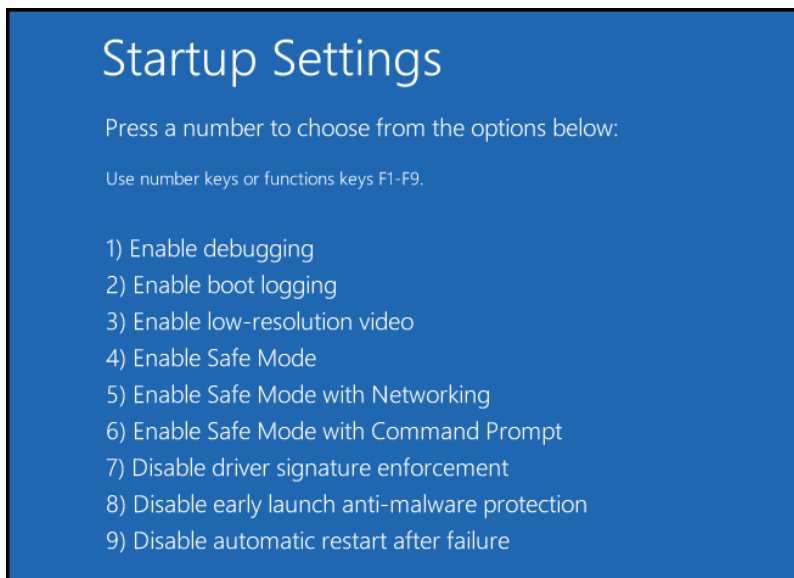 Startup Settings
Press a number to choose from the options below:
Use number keys or functions keys F1-F9.
1) Enable debugging
2) Enable boot logging
3) Enable low-resolution video
4) Enable Safe Mode
5) Enable Safe Mode with Networking
6) Enable Safe Mode with Command Prompt
7) Disable driver signature enforcement
8) Disable early launch anti-malware protection
9) Disable automatic restart after failure